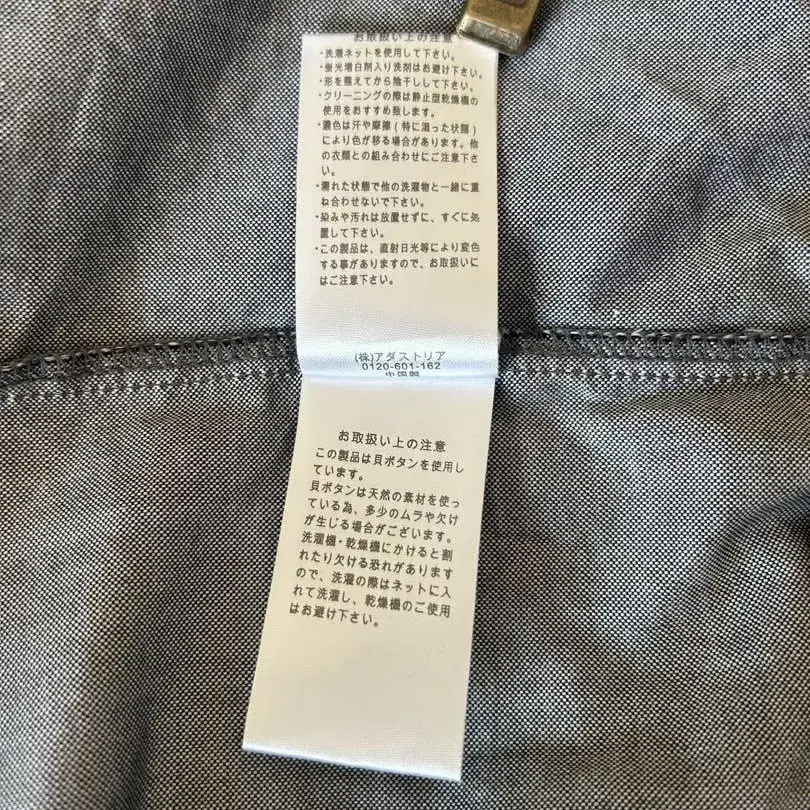 お取扱い上の注意
・洗濯ネットを使用して下さい。
・蛍光増白剤入り洗剤はお避け下さい。
・形を整えてから陰干しして下さい。
・クリーニングの際は静止型乾燥機の
使用をおすすめ致します。
・濃色は汗や摩擦(特に湿った状態)
により色が移る場合があります。他
の衣類との組み合わせにご注意下さ
い。
・濡れた状態で他の洗濯物と一緒に重
ね合わせないで下さい。
・染みや汚れは放置せずに、すぐに処
置して下さい。
・この製品は、直射日光等により変色
する事がありますので、お取扱いに
はご注意下さい。
(株)アダストリア
0120-601-162
中国製
お取扱い上の注意
この製品は貝ボタンを使用し
ています。
貝ボタンは天然の素材を使っ
ている為、多少のムラや欠け
が生じる場合がございます。
洗濯機・乾燥機にかけると割
れたり欠ける恐れがあります
ので、洗濯の際はネットに入
れて洗濯し、乾燥機のご使用
はお避け下さい。